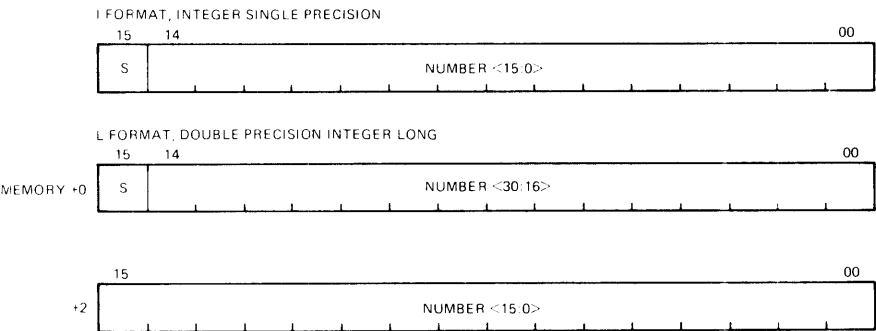 I FORMAT, INTEGER SINGLE PRECISION
15 14 00
S NUMBER <15:0>
L FORMAT, DOUBLE PRECISION INTEGER LONG
15 14 00
MEMORY +0 S NUMBER <30:16>
15 00
+2 NUMBER <15:0>